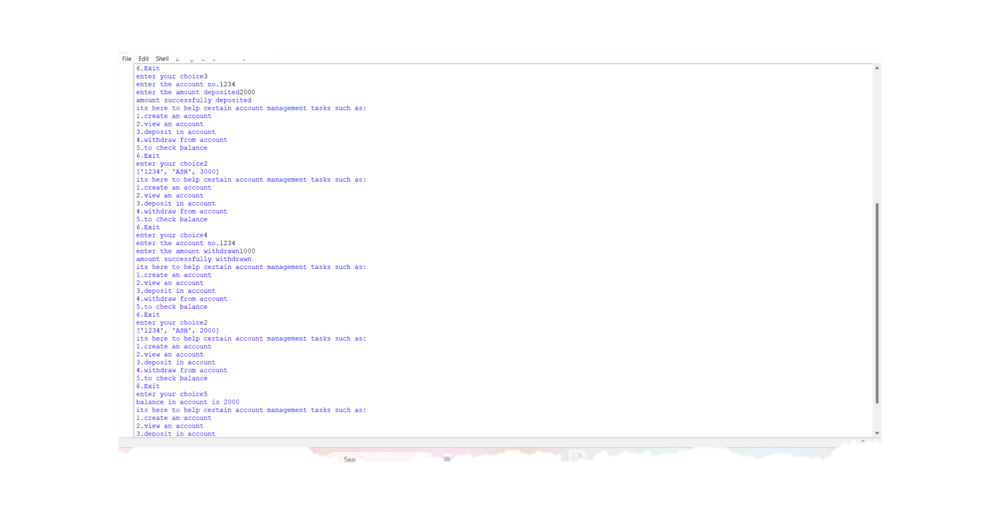 File Edit Shell
6.Exit
enter your choice3
enter the account no.1234
enter the amount deposited2000
amount successfully deposited
its here to help certain account management tasks such as:
1.create an account
2.view an account
3.deposit in account
4.withdraw from account
5.to check balance
6.Exit
enter your choice2
['1234', 'ASH', 3000]
its here to help certain account management tasks such as:
1.create an account
2.view an account
3.deposit in account
4.withdraw from account
5.to check balance
6.Exit
enter your choice4
enter the account no.1234
enter the amount withdrawn1000
amount successfully withdrawn
its here to help certain account management tasks such as:
1.create an account
2.view an account
3.deposit in account
4.withdraw from account
5.to check balance
6.Exit
enter your choice2
['1234', 'ASH', 2000]
its here to help certain account management tasks such as:
1.create an account
2.view an account
3.deposit in account
4.withdraw from account
5.to check balance
6.Exit
enter your choice5
balance in account is 2000
its here to help certain account management tasks such as:
1.create an account
2.view an account
3.deposit in account